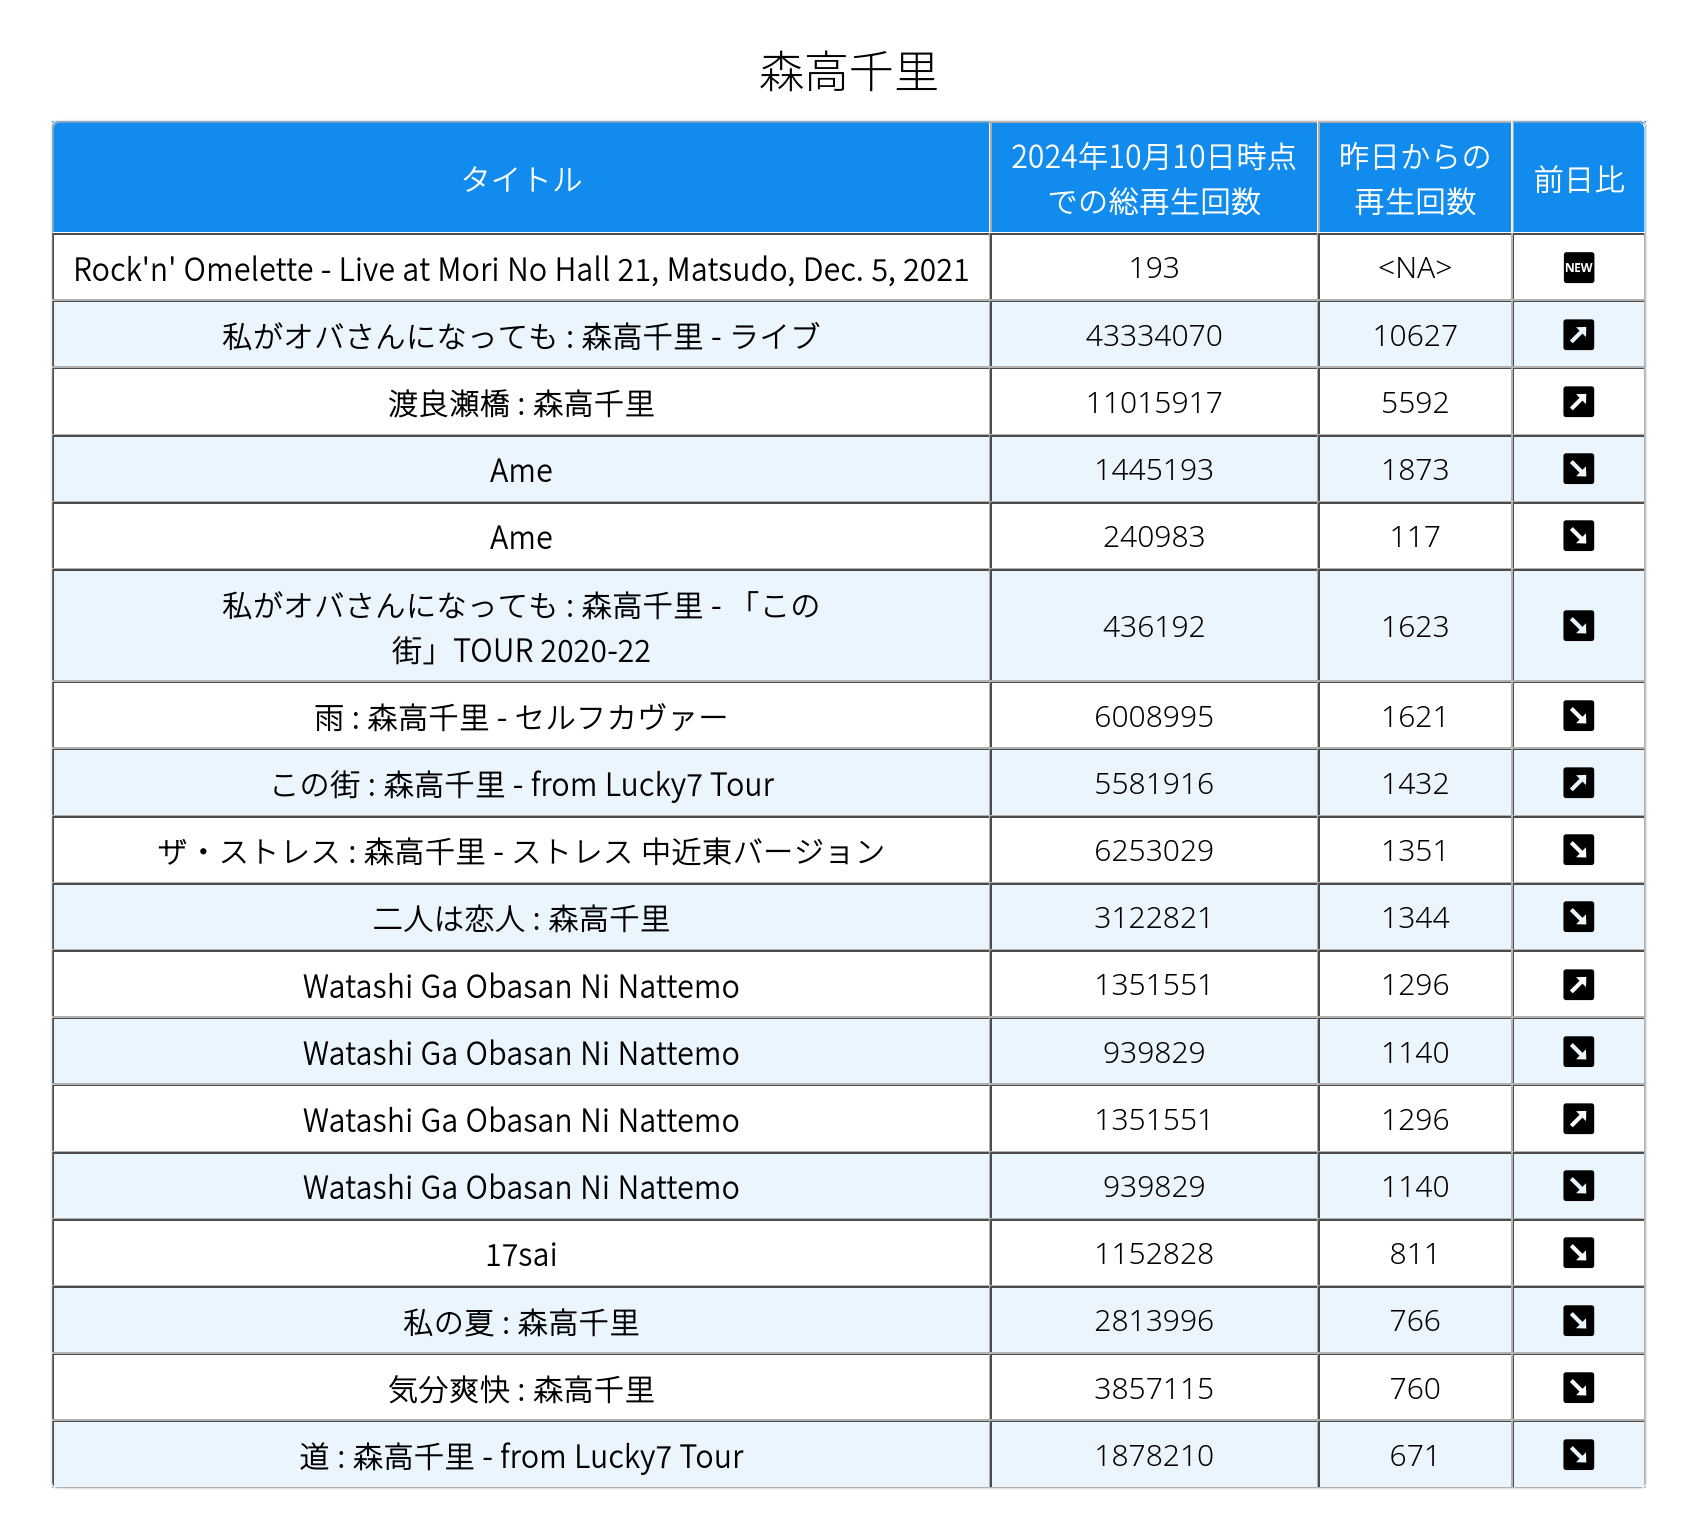 森高千里
タイトル
2024年10月10日時点
での総再生回数
昨日からの
再生回数
前日比
Rock'n' Omelette - Live at Mori No Hall 21, Matsudo, Dec. 5, 2021 193 <NA> NEW
私がオバさんになっても : 森高千里 - ライブ 43334070 10627
渡良瀬橋 : 森高千里 11015917 5592
Ame 1445193 1873
Ame 240983 117
私がオバさんになっても : 森高千里 - 「この
街」TOUR 2020-22 436192 1623
雨 : 森高千里 - セルフカヴァー 6008995 1621
この街 : 森高千里 - from Lucky7 Tour 5581916 1432
ザ・ストレス : 森高千里 - ストレス 中近東バージョン 6253029 1351
二人は恋人 : 森高千里 3122821 1344
Watashi Ga Obasan Ni Nattemo 1351551 1296
Watashi Ga Obasan Ni Nattemo 939829 1140
Watashi Ga Obasan Ni Nattemo 1351551 1296
Watashi Ga Obasan Ni Nattemo 939829 1140
17sai 1152828 811
私の夏 : 森高千里 2813996 766
気分爽快 : 森高千里 3857115 760
道 : 森高千里 - from Lucky7 Tour 1878210 671